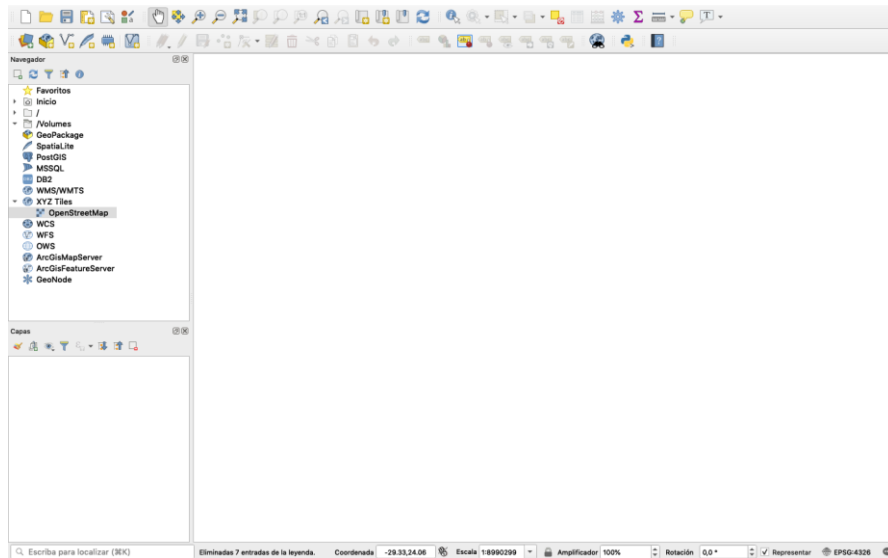 Navegador
Favoritos
Inicio
/
/Volumes
GeoPackage
SpatiaLite
PostGIS
MSSQL
DB2
WMS/WMTS
XYZ Tiles
OpenStreetMap
WCS
WFS
OWS
ArcGisMapServer
ArcGisFeatureServer
GeoNode
Capas
Escriba para localizar (⌘K) Eliminadas 7 entradas de la leyenda. Coordenada -29.33,24.06 Escala 1:8990299 Amplificador 100% Rotación 0,0 ° Representar EPSG:4326